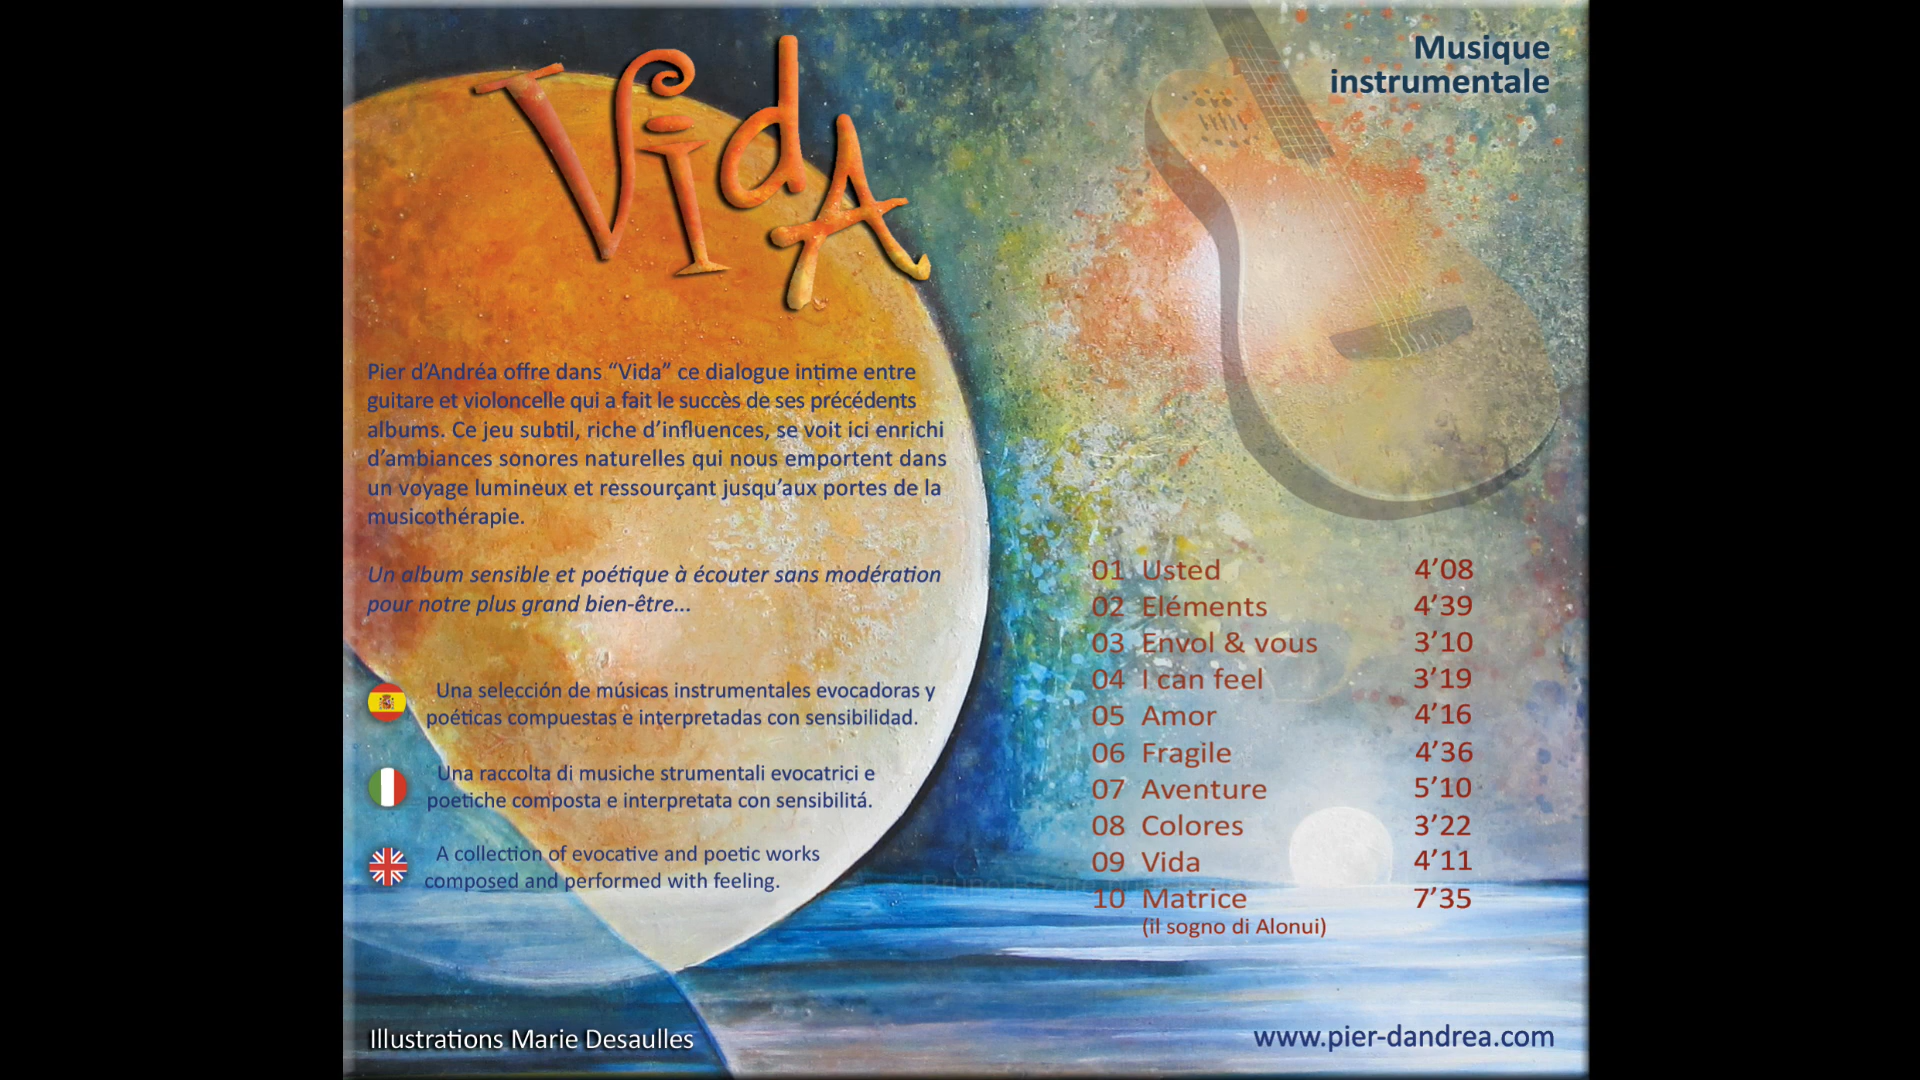 VidA
Musique
instrumentale
Pier d’Andréa offre dans “Vida” ce dialogue intime entre
guitare et violoncelle qui a fait le succès de ses précédents
albums. Ce jeu subtil, riche d’influences, se voit ici enrichi
d’ambiances sonores naturelles qui nous emportent dans
un voyage lumineux et ressourçant jusqu’aux portes de la
musicothérapie.
Un album sensible et poétique à écouter sans modération
pour notre plus grand bien-être...
Una selección de músicas instrumentales evocadoras y
poéticas compuestas e interpretadas con sensibilidad.
Una raccolta di musiche strumentali evocatrici e
poetiche composta e interpretata con sensibilitá.
A collection of evocative and poetic works
composed and performed with feeling.
01 Usted 4’08
02 Eléments 4’39
03 Envol & vous 3’10
04 I can feel 3’19
05 Amor 4’16
06 Fragile 4’36
07 Aventure 5’10
08 Colores 3’22
09 Vida 4’11
10 Matrice 7’35
(il sogno di Alonui)
Illustrations Marie Desaulles
www.pier-dandrea.com